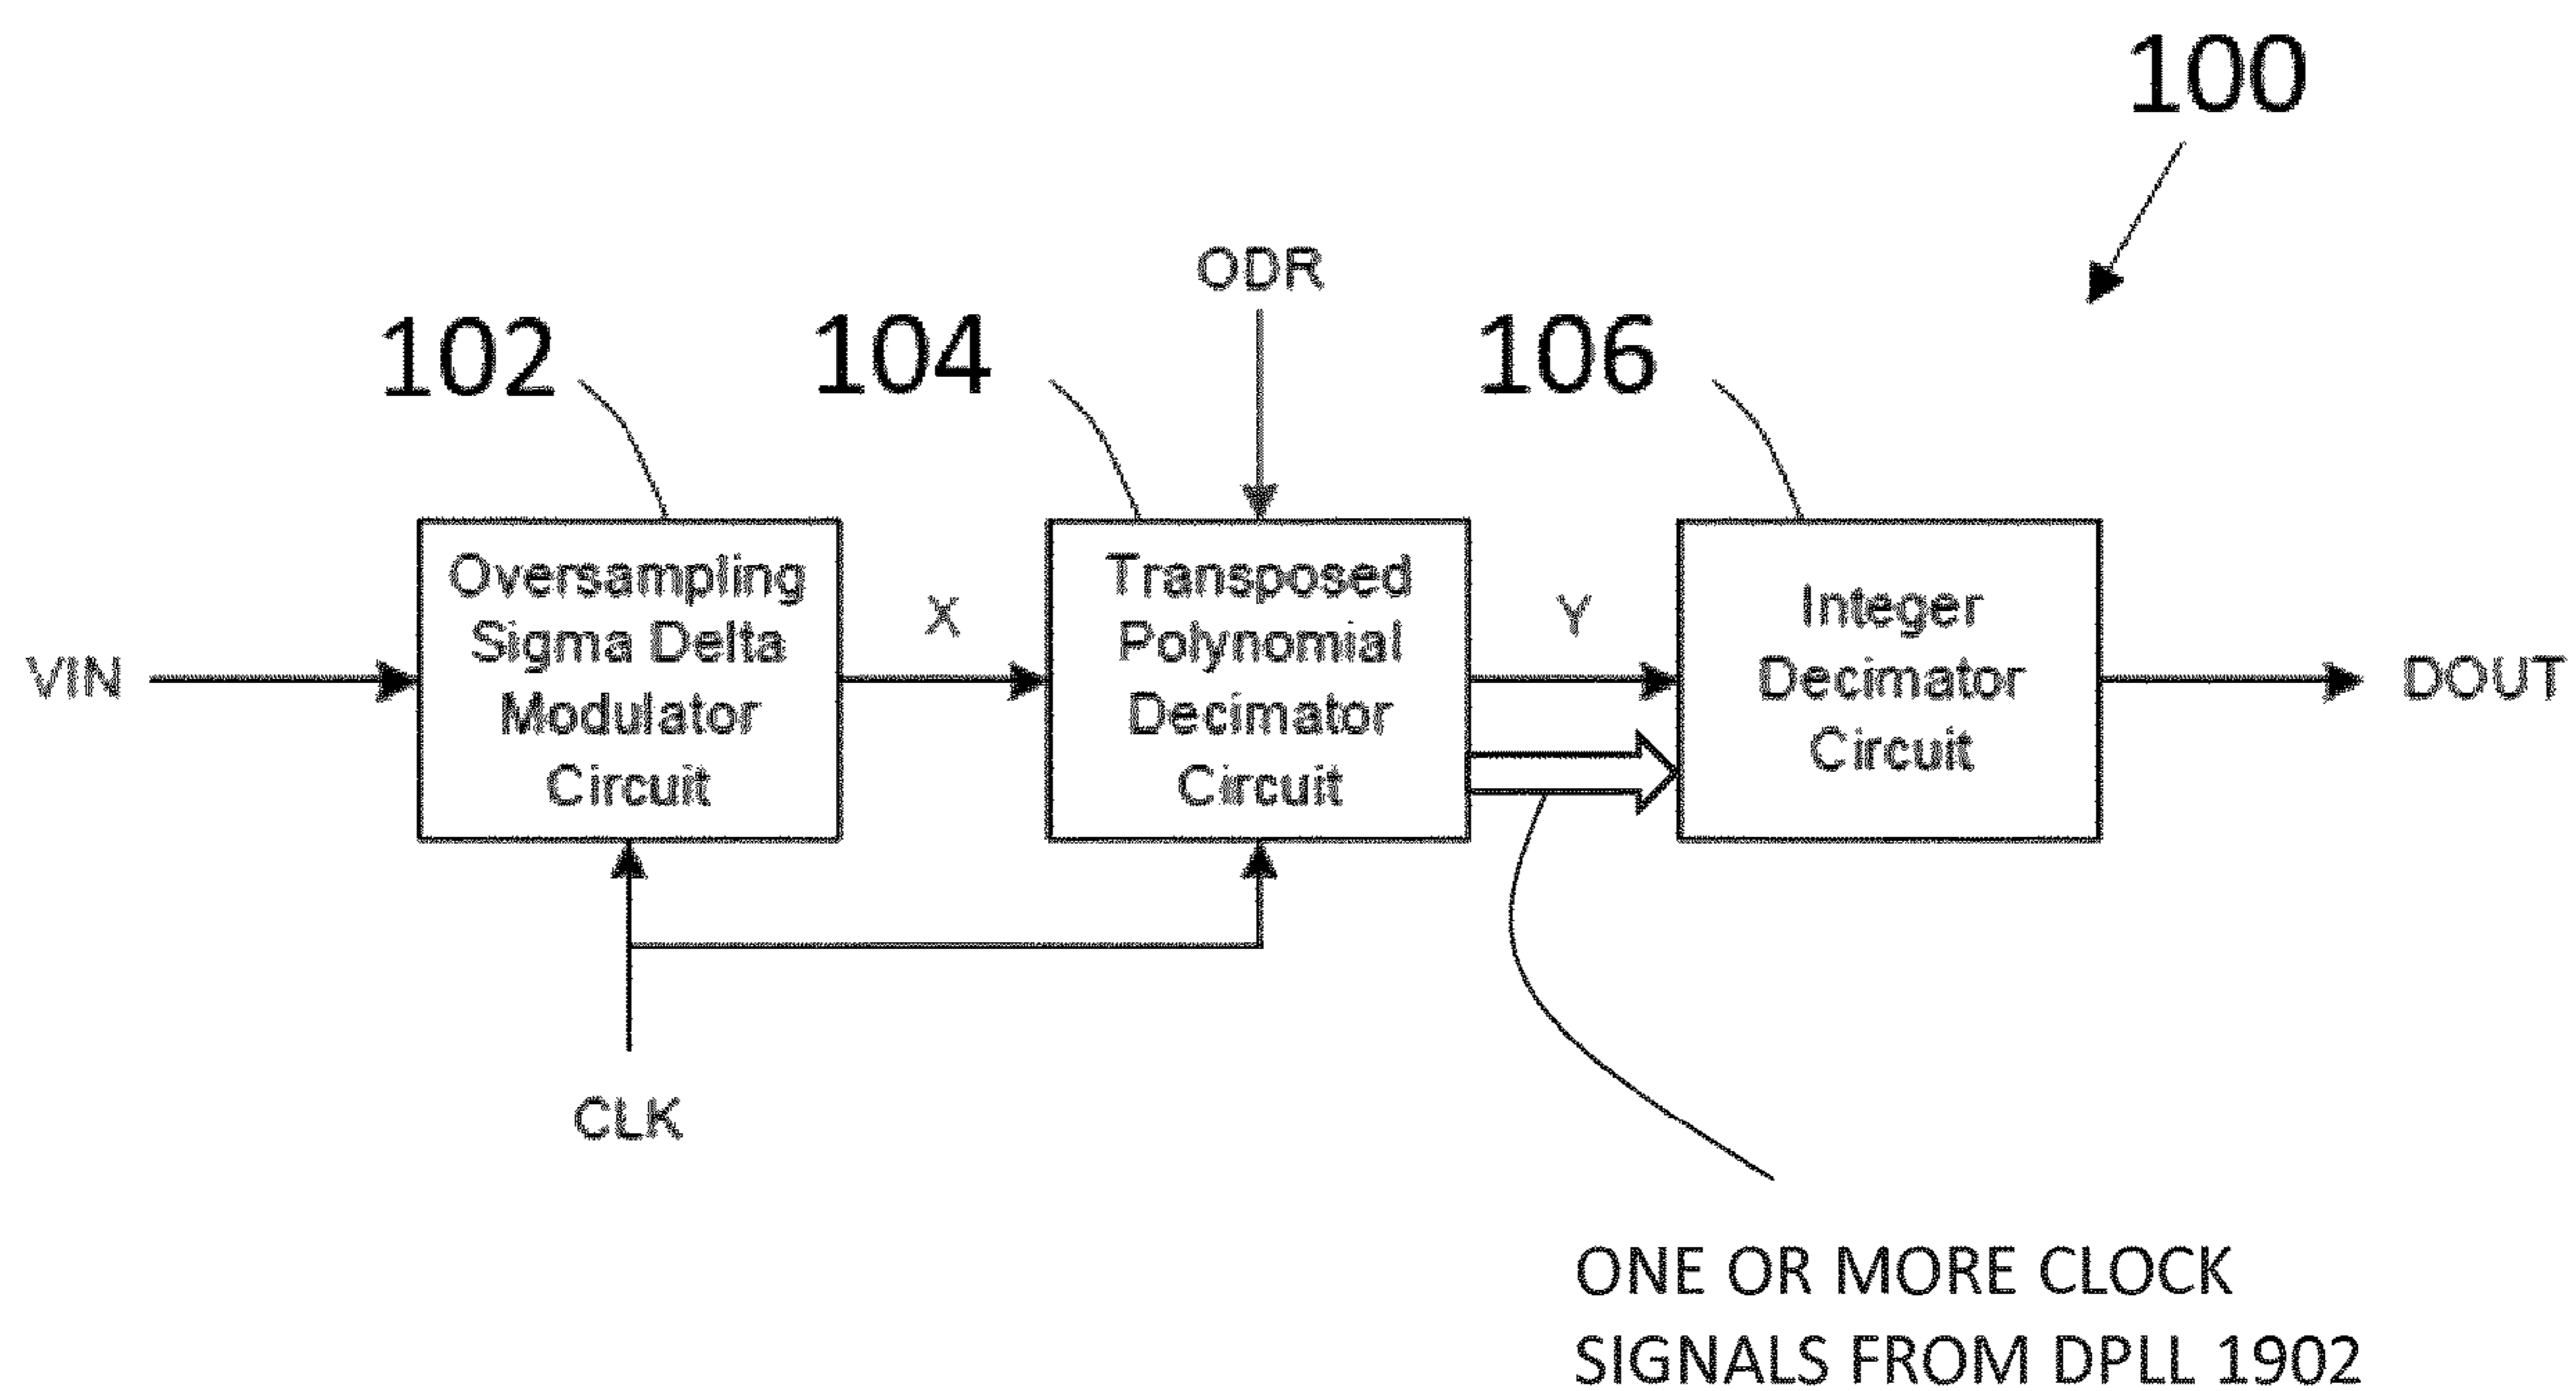 100
ODR
102
104
106
Oversampling
Sigma Delta
Modulator
Circuit
Transposed
Polynomial
Decimator
Circuit
Integer
Decimator
Circuit
VIN
X
Y
DOUT
CLK
ONE OR MORE CLOCK
SIGNALS FROM DPLL 1902